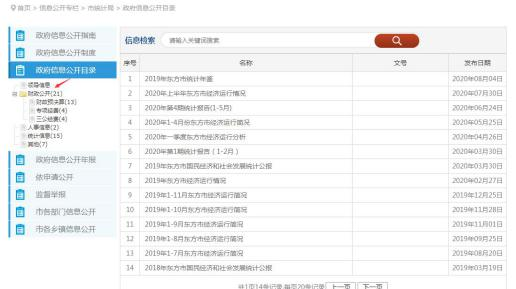 首页 > 信息公开专栏 > 市统计局 > 政府信息公开目录
政府信息公开指南
政府信息公开制度
政府信息公开目录
领导信息
财政公开(21)
财政预决算(13)
专项经费(4)
三公经费(4)
人事信息(2)
统计信息(15)
其他(7)
政府信息公开年报
依申请公开
监督举报
市各部门信息公开
市各乡镇信息公开
信息检索 请输入关键词搜索
序号 名称 文号 发布日期
1 2019年东方市统计年鉴 2020年08月04日
2 2020年上半年东方市经济运行情况 2020年07月30日
3 2020年第4期统计报告(1-5月) 2020年06月24日
4 2020年1-4月份东方市经济运行简况 2020年05月25日
5 2020年一季度东方市经济运行分析 2020年04月26日
6 2020年第1期统计报告（1-2月） 2020年03月30日
7 2019年东方市国民经济和社会发展统计公报 2020年03月30日
8 2019年东方市经济运行情况 2020年02月27日
9 2019年1-11月东方市经济运行简况 2019年12月25日
10 2019年1-10月东方市经济运行简况 2019年11月28日
11 2019年1-9月东方市经济运行简况 2019年11月01日
12 2019年1-8月东方市经济运行简况 2019年09月25日
13 2019年1-7月东方市经济运行简况 2019年08月20日
14 2018年东方市国民经济和社会发展统计公报 2019年03月19日
共1页14条记录,每页20条记录 上一页 下一页